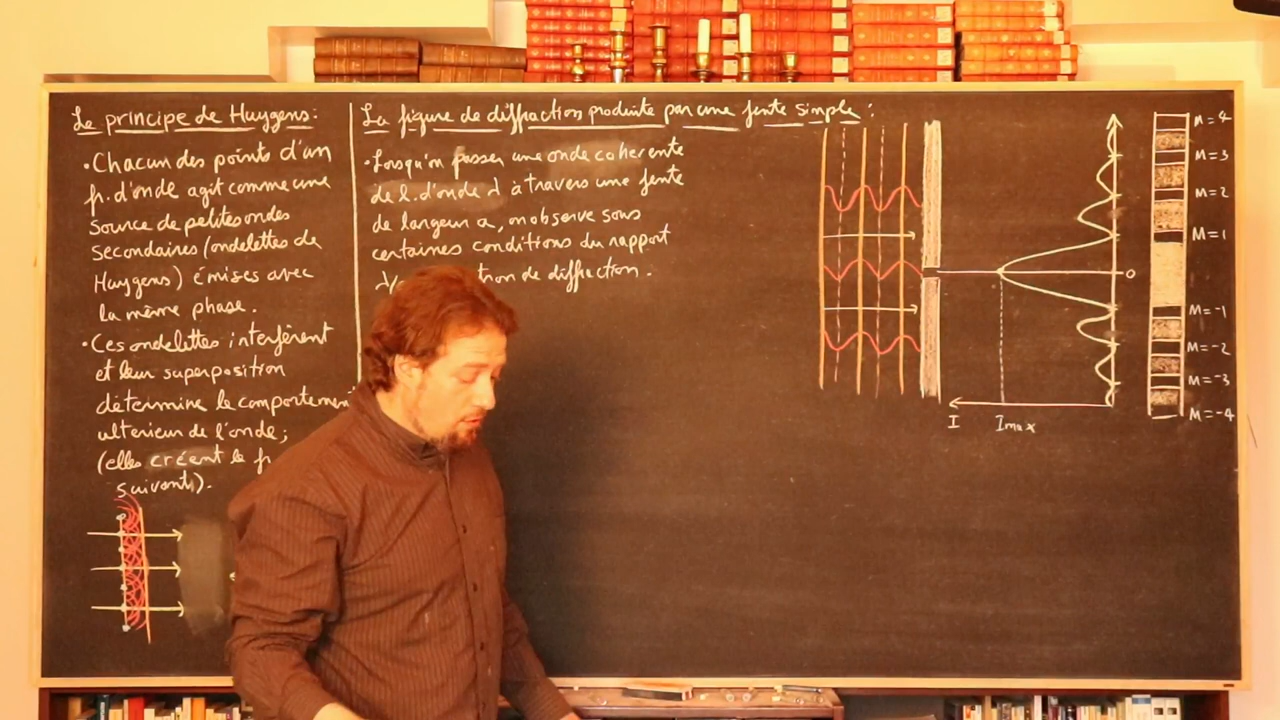 Le principe de Huygens:
• Chacun des points d'un
fr. d'onde agit comme une
source de petites ondes
secondaires (ondelettes de
Huygens) émises avec
la même phase.
• Ces ondelettes interfèrent
et leur superposition
détermine le comportement
ulterieur de l'onde;
(elles créent le fr
suivant).
La figure de diffraction produite par une fente simple:
• Lorsqu'on passer une onde coherente
de l. d'onde λ à travers une fente
de largeur a, on observe sous
certaines conditions du rapport
tion de diffraction.
M=4
M=3
M=2
M=1
0
M=-1
M=-2
M=-3
M=-4
I
Imax